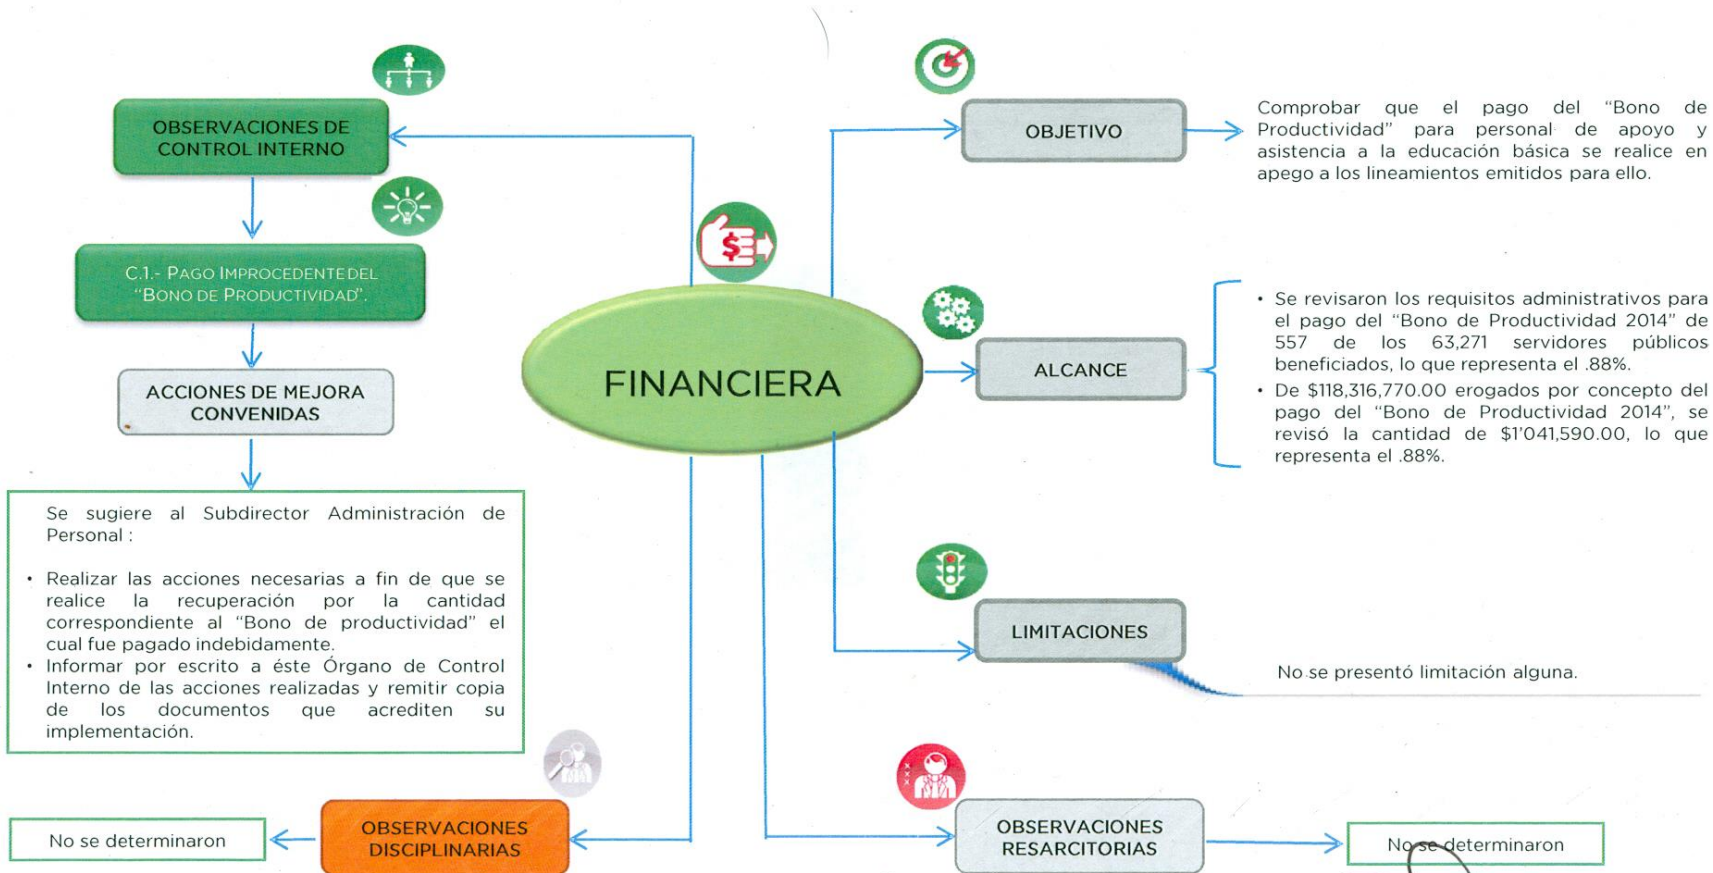 OBSERVACIONES DE
CONTROL INTERNO
C.1.- PAGO IMPROCEDENTE DEL
“BONO DE PRODUCTIVIDAD”.
ACCIONES DE MEJORA
CONVENIDAS
Se sugiere al Subdirector Administración de
Personal :
• Realizar las acciones necesarias a fin de que se
realice la recuperación por la cantidad
correspondiente al “Bono de productividad” el
cual fue pagado indebidamente.
• Informar por escrito a éste Órgano de Control
Interno de las acciones realizadas y remitir copia
de los documentos que acrediten su
implementación.
FINANCIERA
OBJETIVO
Comprobar que el pago del “Bono de
Productividad” para personal de apoyo y
asistencia a la educación básica se realice en
apego a los lineamientos emitidos para ello.
ALCANCE
• Se revisaron los requisitos administrativos para
el pago del “Bono de Productividad 2014” de
557 de los 63,271 servidores públicos
beneficiados, lo que representa el .88%.
• De $118,316,770.00 erogados por concepto del
pago del “Bono de Productividad 2014”, se
revisó la cantidad de $1’041,590.00, lo que
representa el .88%.
LIMITACIONES
No se presentó limitación alguna.
OBSERVACIONES
DISCIPLINARIAS
No se determinaron
OBSERVACIONES
RESARCITORIAS
No se determinaron